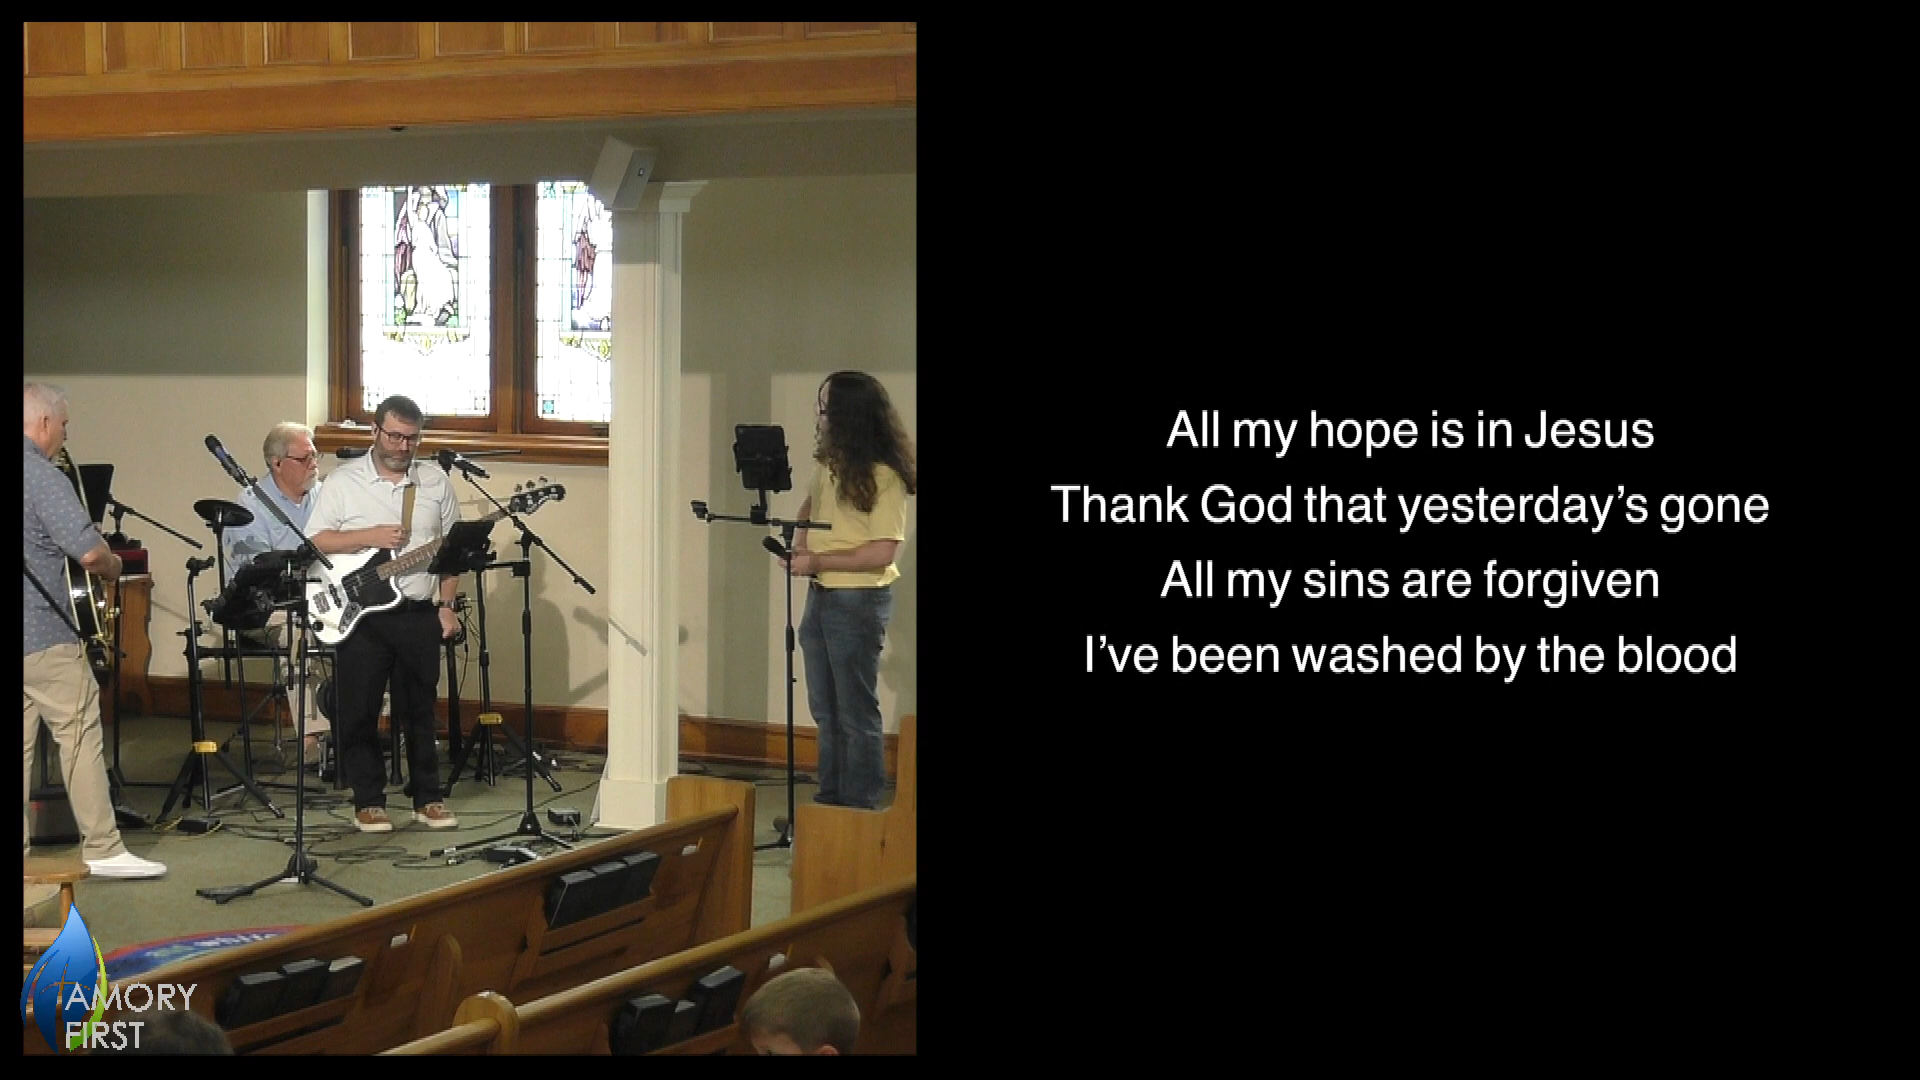 All my hope is in Jesus
Thank God that yesterday's gone
All my sins are forgiven
I've been washed by the blood
AMORY
FIRST